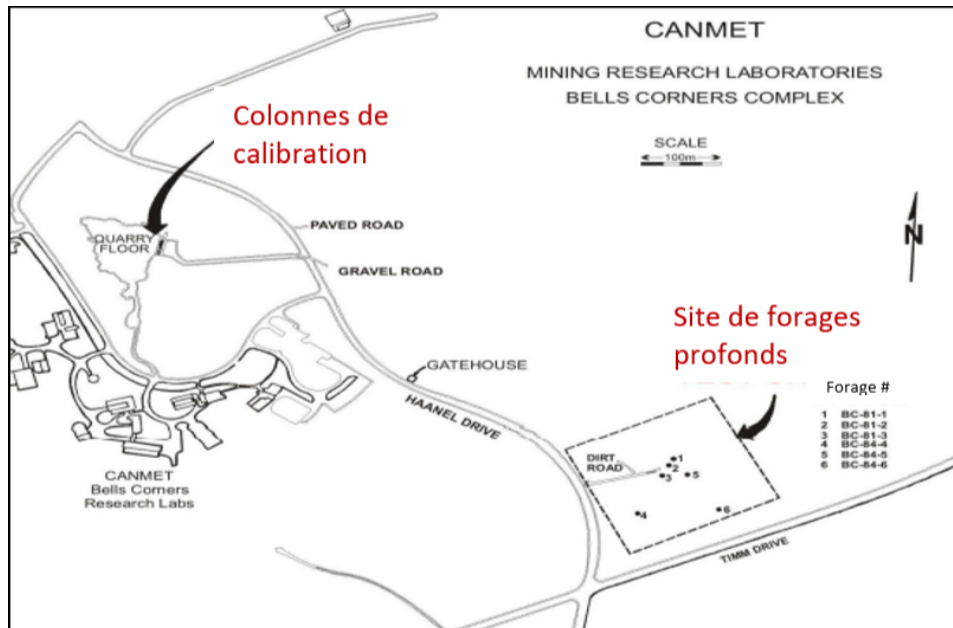 CANMET
MINING RESEARCH LABORATORIES
BELLS CORNERS COMPLEX
SCALE
100m
N
Colonnes de
calibration
PAVED ROAD
QUARRY
FLOOR
GRAVEL ROAD
GATEHOUSE
HAANEL DRIVE
Site de forages
profonds
Forage #
1 BC-81-1
2 BC-81-2
3 BC-81-3
4 BC-84-4
5 BC-84-5
6 BC-84-6
DIRT
ROAD
1
2
3
5
4
6
TIMM DRIVE
CANMET
Bells Corners
Research Labs